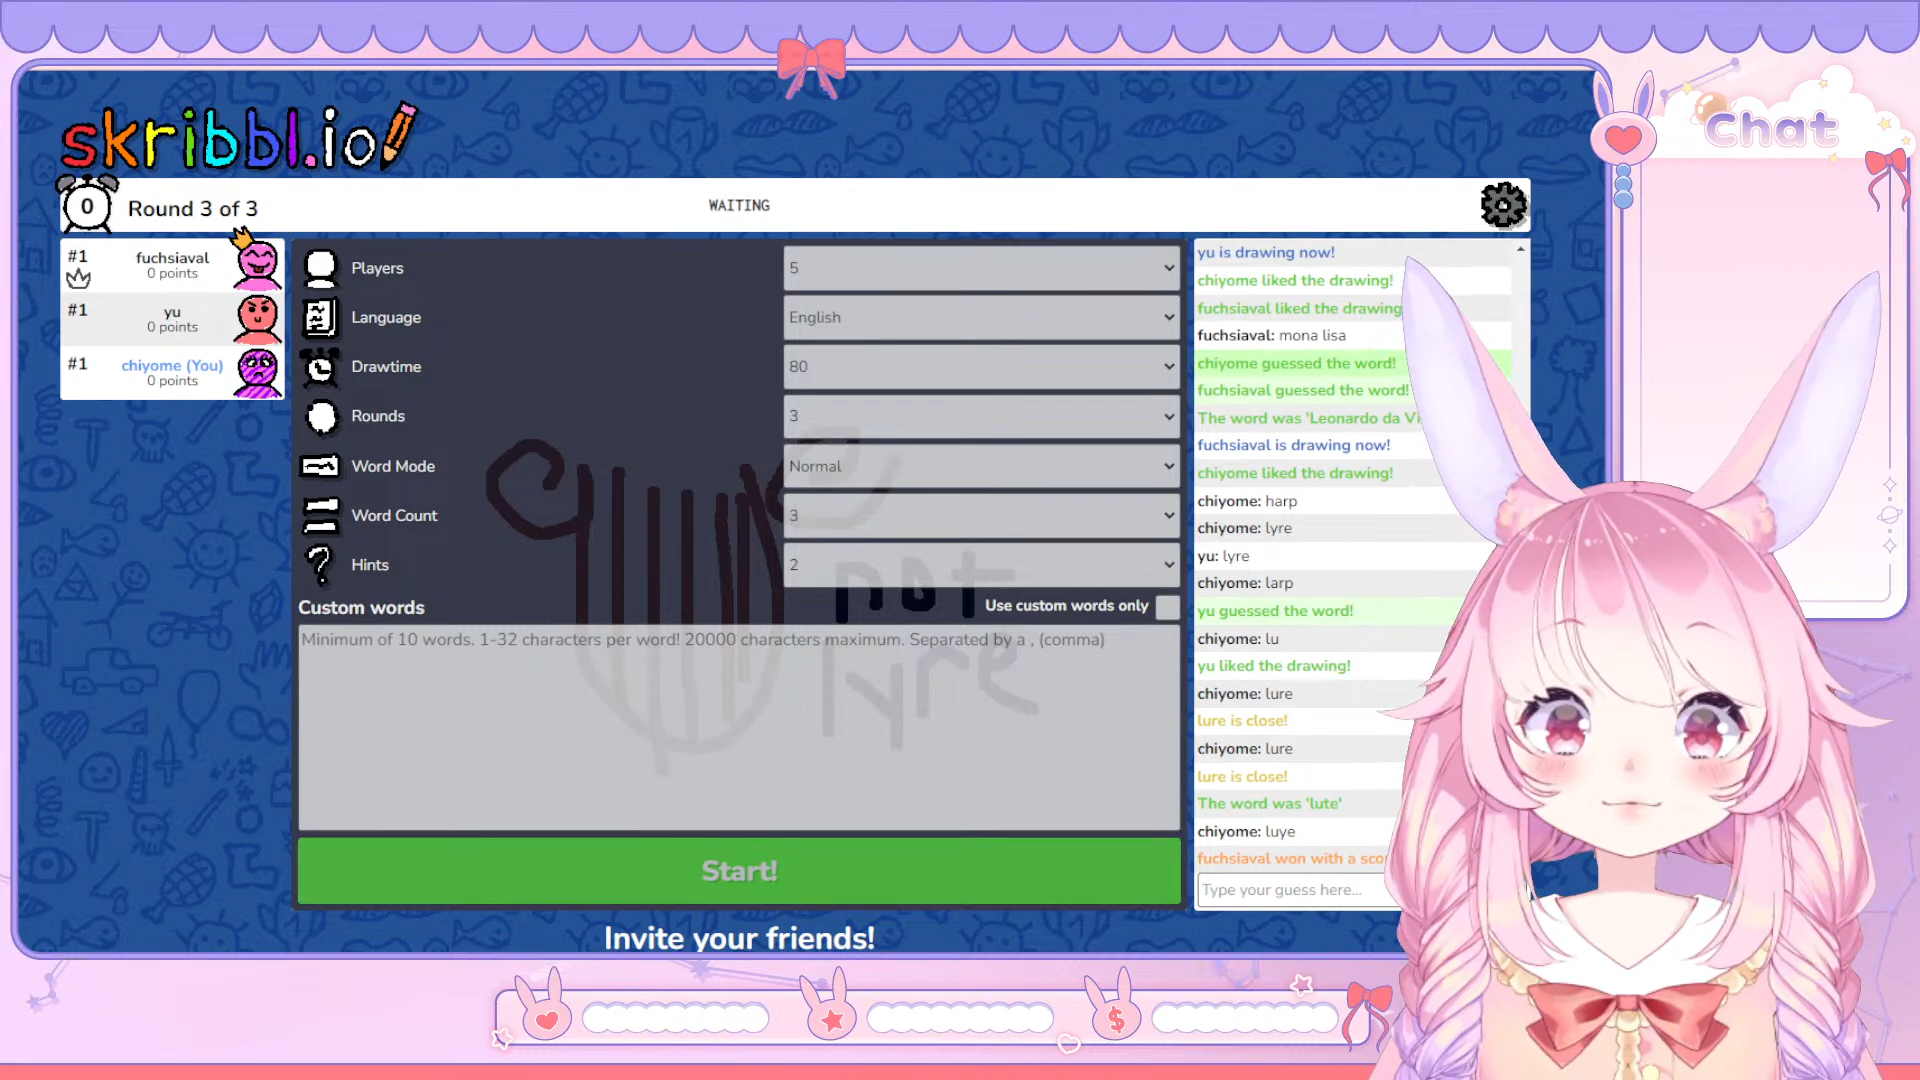 Chat
skribbl.io
0
Round 3 of 3
WAITING
#1
fuchsiaval
0 points
#1
yu
0 points
#1
chiyome (You)
0 points
Players
5
Language
English
Drawtime
80
Rounds
3
Word Mode
Normal
Word Count
3
Hints
2
not
lyre
Custom words
Use custom words only
Minimum of 10 words. 1-32 characters per word! 20000 characters maximum. Separated by a , (comma)
Start!
Invite your friends!
yu is drawing now!
chiyome liked the drawing!
fuchsiaval liked the drawing
fuchsiaval: mona lisa
chiyome guessed the word!
fuchsiaval guessed the word!
The word was 'Leonardo da Vi
fuchsiaval is drawing now!
chiyome liked the drawing!
chiyome: harp
chiyome: lyre
yu: lyre
chiyome: larp
yu guessed the word!
chiyome: lu
yu liked the drawing!
chiyome: lure
lure is close!
chiyome: lure
lure is close!
The word was 'lute'
chiyome: luye
fuchsiaval won with a sco
Type your guess here...
$